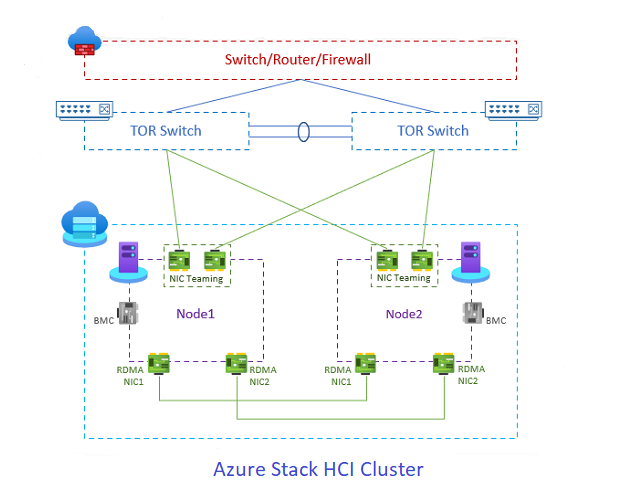 Switch/Router/Firewall
TOR Switch
TOR Switch
NIC Teaming
NIC Teaming
BMC
Node1
Node2
BMC
RDMA
NIC1
RDMA
NIC2
RDMA
NIC1
RDMA
NIC2
Azure Stack HCI Cluster